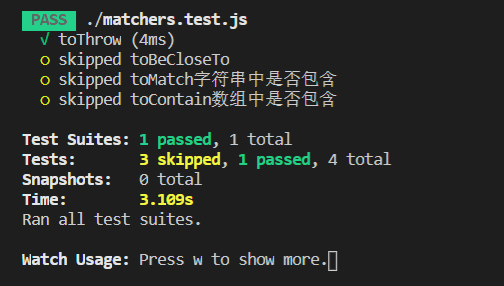 PASS ./matchers.test.js
√ toThrow (4ms)
○ skipped toBeCloseTo
○ skipped toMatch字符串中是否包含
○ skipped toContain数组中是否包含
Test Suites: 1 passed, 1 total
Tests: 3 skipped, 1 passed, 4 total
Snapshots: 0 total
Time: 3.109s
Ran all test suites.
Watch Usage: Press w to show more.